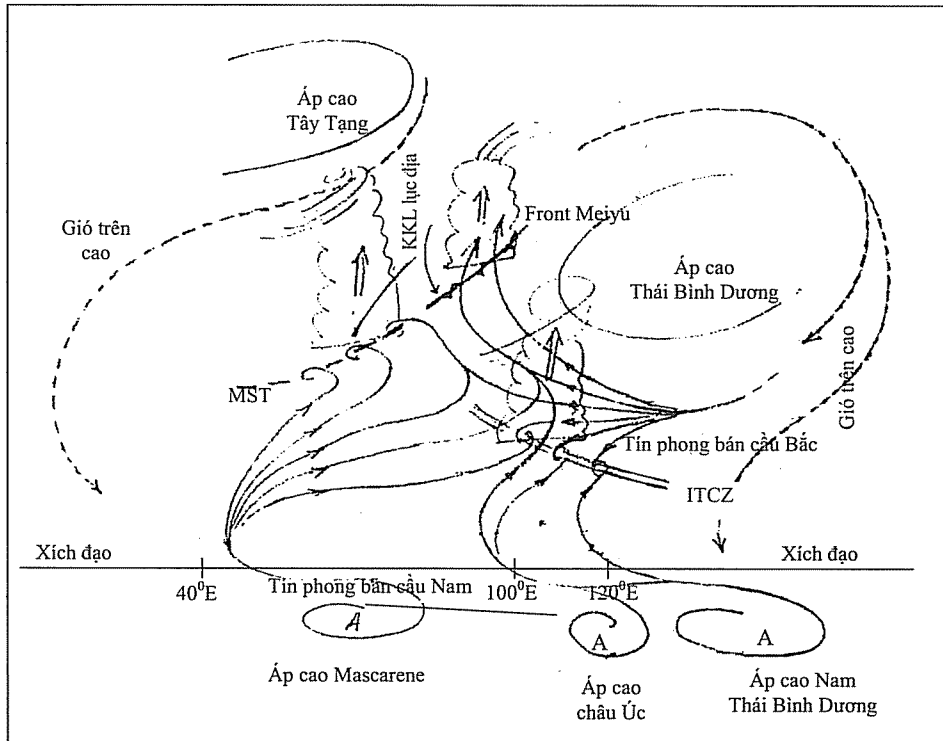 Áp cao
Tây Tạng
KKL lục địa
Front Meiyu
Gió trên
cao
Áp cao
Thái Bình Dương
Gió trên cao
MST
Tín phong bán cầu Bắc
ITCZ
Xích đạo
Xích đạo
40⁰E
Tín phong bán cầu Nam
100⁰E
120⁰E
A
A
A
Áp cao Mascarene
Áp cao
châu Úc
Áp cao Nam
Thái Bình Dương